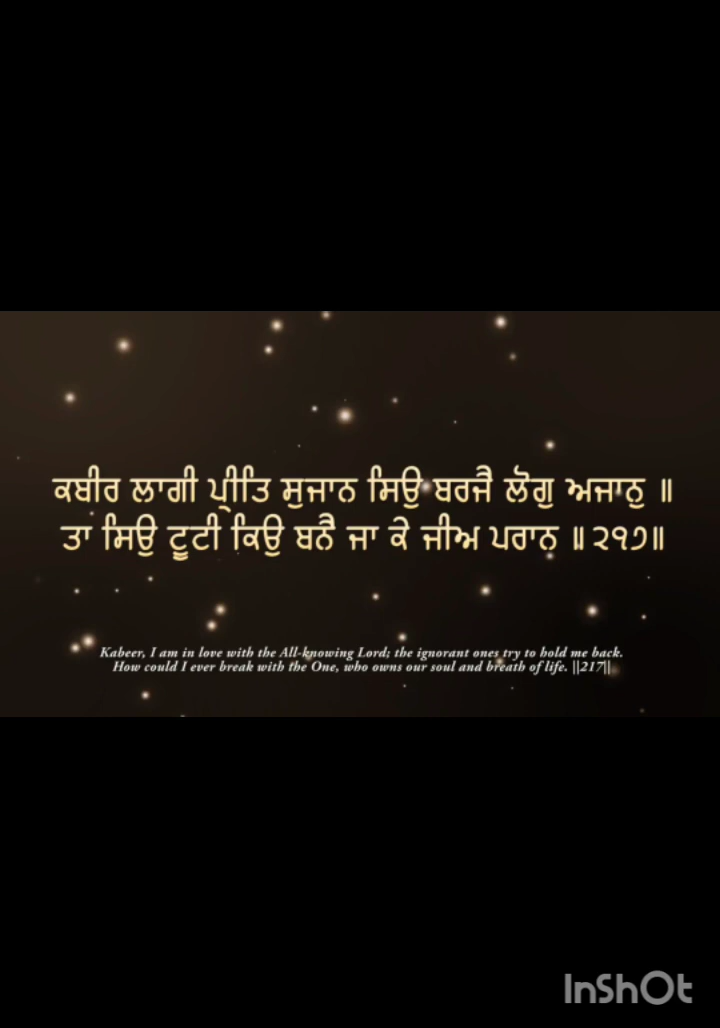 ਕਬੀਰ ਲਾਗੀ ਪ੍ਰੀਤਿ ਸੁਜਾਨ ਸਿਉ ਬਰਜੈ ਲੋਗੁ ਅਜਾਨੁ ॥
ਤਾ ਸਿਉ ਟੂਟੀ ਕਿਉ ਬਨੈ ਜਾ ਕੇ ਜੀਅ ਪਰਾਨ ॥੨੧੭॥
Kabeer, I am in love with the All-knowing Lord; the ignorant ones try to hold me back.
How could I ever break with the One, who owns our soul and breath of life. ||217||
InShOt